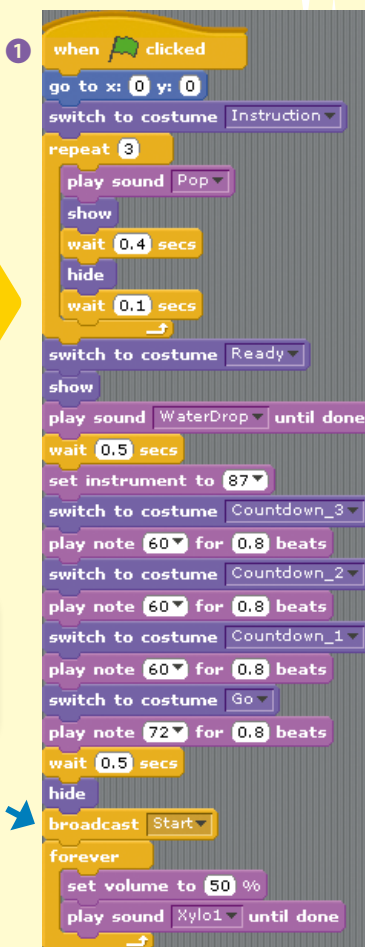 1
when clicked
go to x: 0 y: 0
switch to costume Instruction
repeat 3
play sound Pop
show
wait 0.4 secs
hide
wait 0.1 secs
switch to costume Ready
show
play sound WaterDrop until done
wait 0.5 secs
set instrument to 87
switch to costume Countdown_3
play note 60 for 0.8 beats
switch to costume Countdown_2
play note 60 for 0.8 beats
switch to costume Countdown_1
play note 60 for 0.8 beats
switch to costume Go
play note 72 for 0.8 beats
wait 0.5 secs
hide
broadcast Start
forever
set volume to 50 %
play sound Xylo1 until done